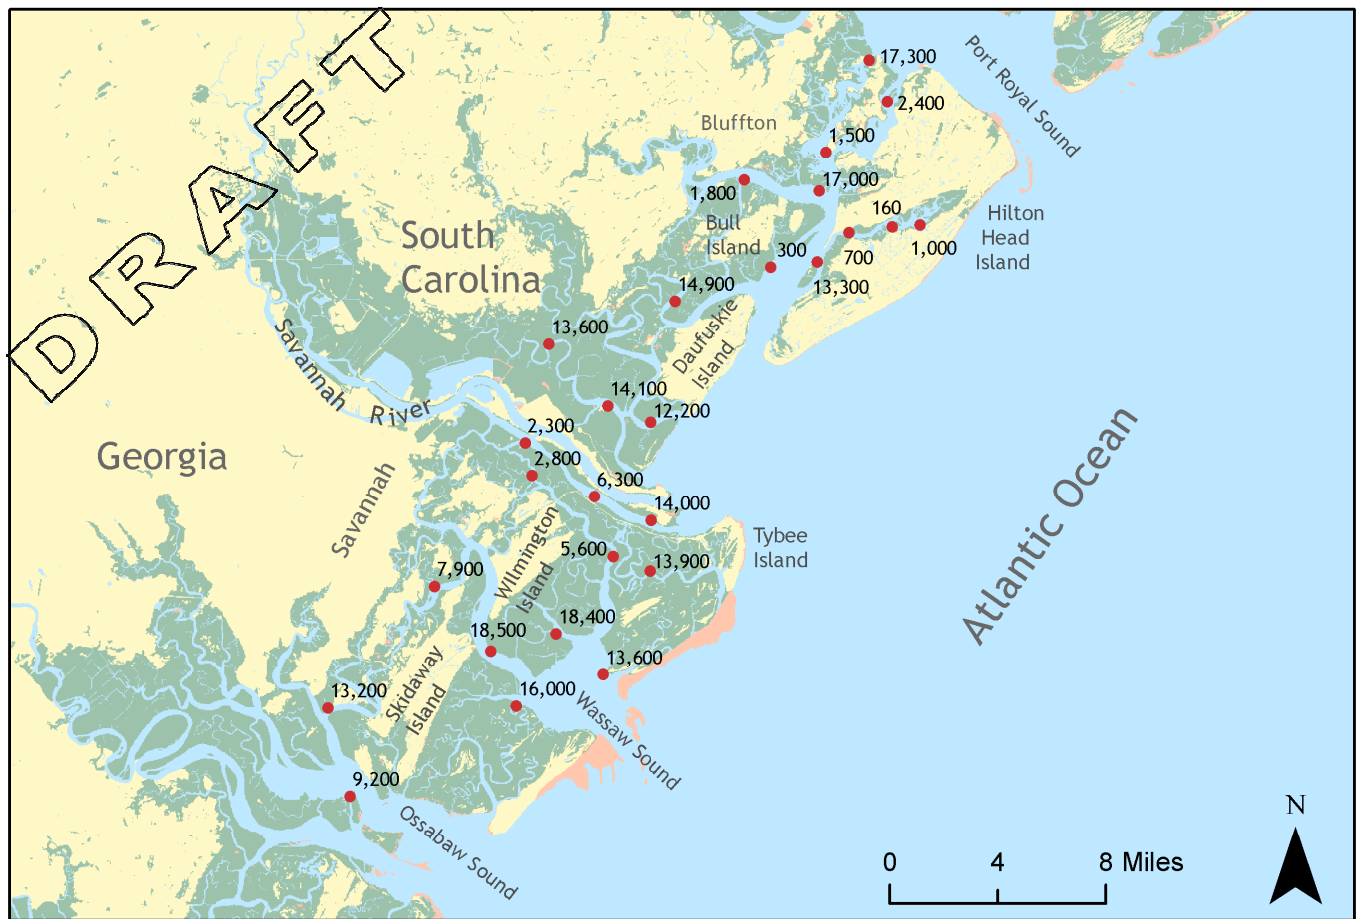 DRAFT
Port Royal Sound
17,300
2,400
Bluffton
1,500
17,000
1,800
160
Hilton
Head
Island
Bull
Island
300
700
1,000
South
Carolina
13,300
14,900
Daufuskie
Island
13,600
Savannah River
14,100
12,200
2,300
Georgia
2,800
Savannah
6,300
14,000
Atlantic Ocean
Tybee
Island
WIlmington
Island
5,600
13,900
7,900
18,400
18,500
13,600
Skidaway
Island
13,200
16,000
Wassaw Sound
9,200
Ossabaw Sound
N
0 4 8 Miles